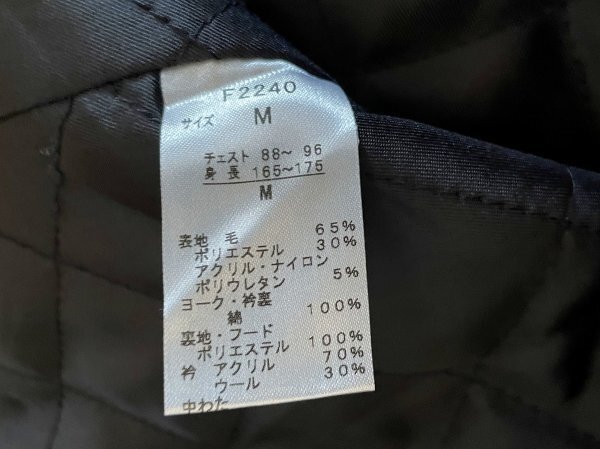 F2240
サイズ M
チェスト 88～ 96
身長 165～175
M
表地 毛 65%
ポリエステル 30%
アクリル・ナイロン
ポリウレタン 5%
ヨーク・衿裏
綿 100%
裏地・フード
ポリエステル 100%
衿 アクリル 70%
ウール 30%
中わた